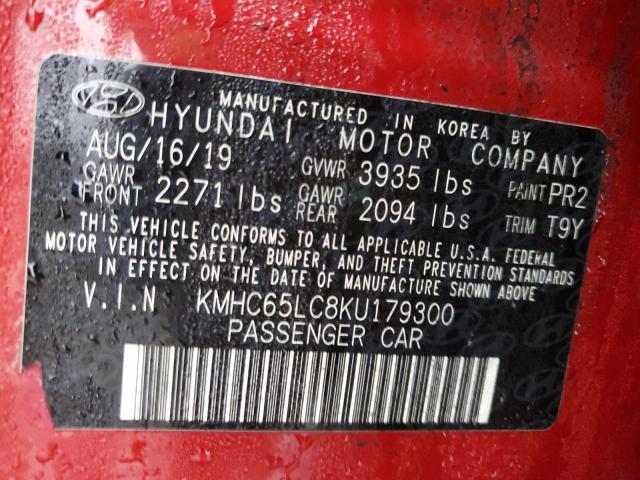 MANUFACTURED IN KOREA BY
HYUNDAI MOTOR COMPANY
AUG/16/19 GVWR 3935 lbs PAINT PR2
GAWR FRONT 2271 lbs GAWR REAR 2094 lbs TRIM T9Y
THIS VEHICLE CONFORMS TO ALL APPLICABLE U.S.A. FEDERAL
MOTOR VEHICLE SAFETY, BUMPER, AND THEFT PREVENTION STANDARDS
IN EFFECT ON THE DATE OF MANUFACTURE SHOWN ABOVE
V.I.N KMHC65LC8KU179300
PASSENGER CAR